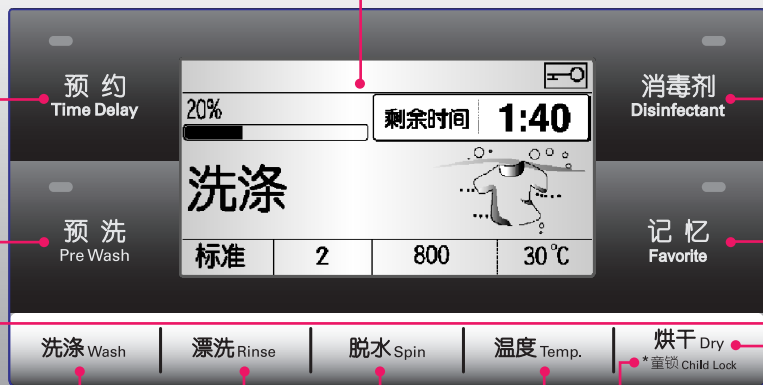 预约
Time Delay
预洗
Pre Wash
20%
剩余时间 1:40
洗涤
标准 2 800 30℃
消毒剂
Disinfectant
记忆
Favorite
洗涤 Wash
漂洗 Rinse
脱水 Spin
温度 Temp.
烘干 Dry
*童锁 Child Lock